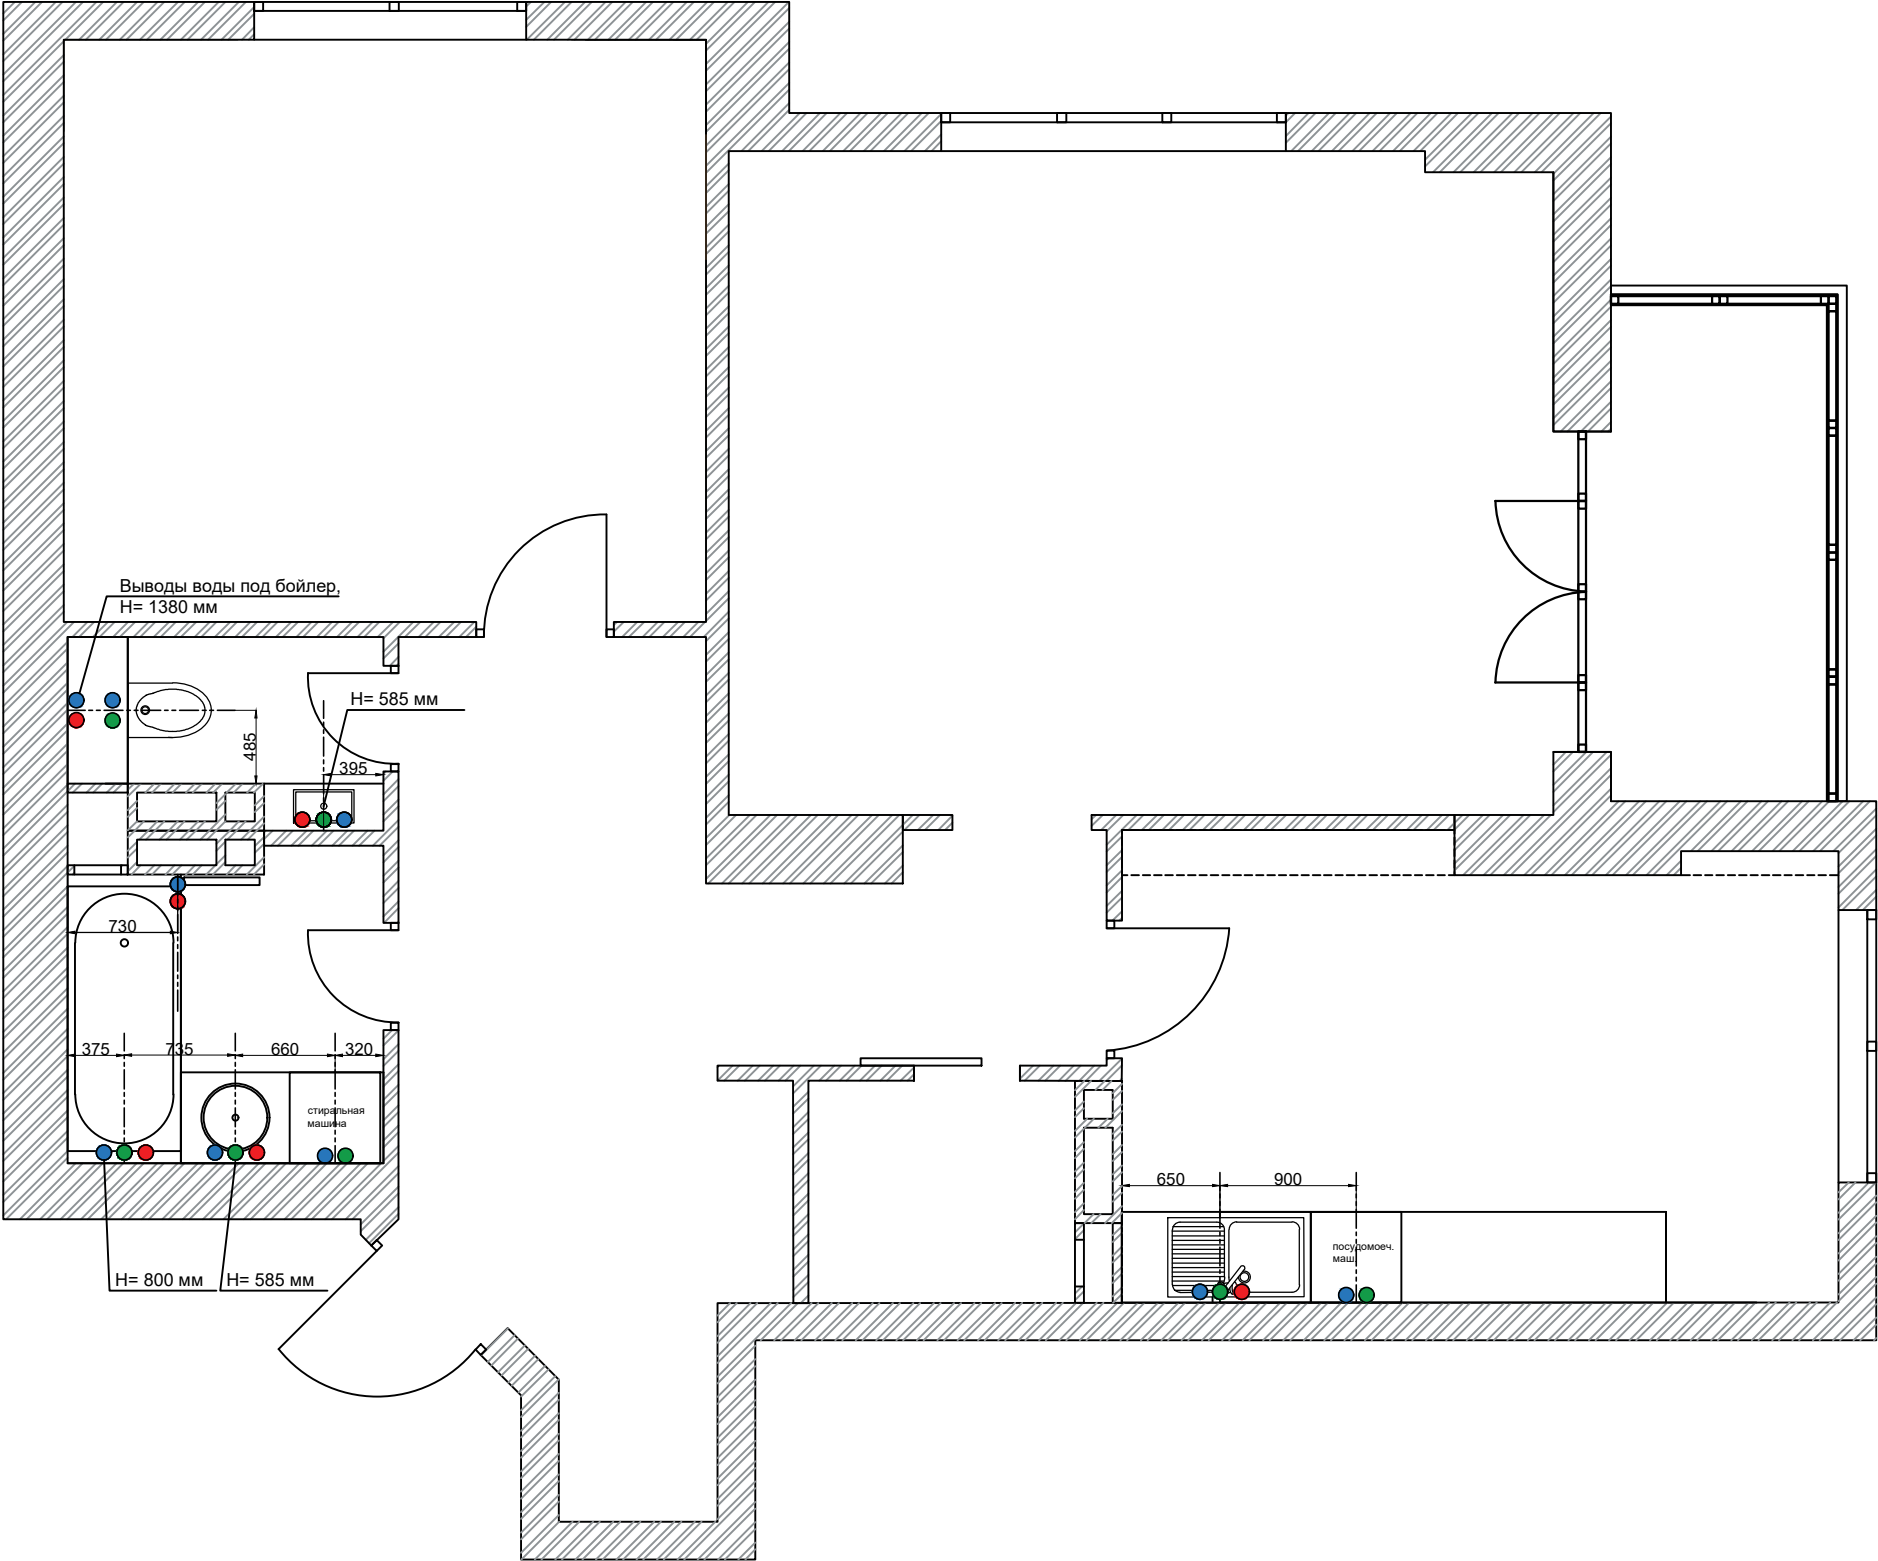 Выводы воды под бойлер,
H= 1380 мм
H= 585 мм
485
395
730
375
735
660
320
стиральная
машина
650
900
посудомоеч.
маш.
H= 800 мм
H= 585 мм